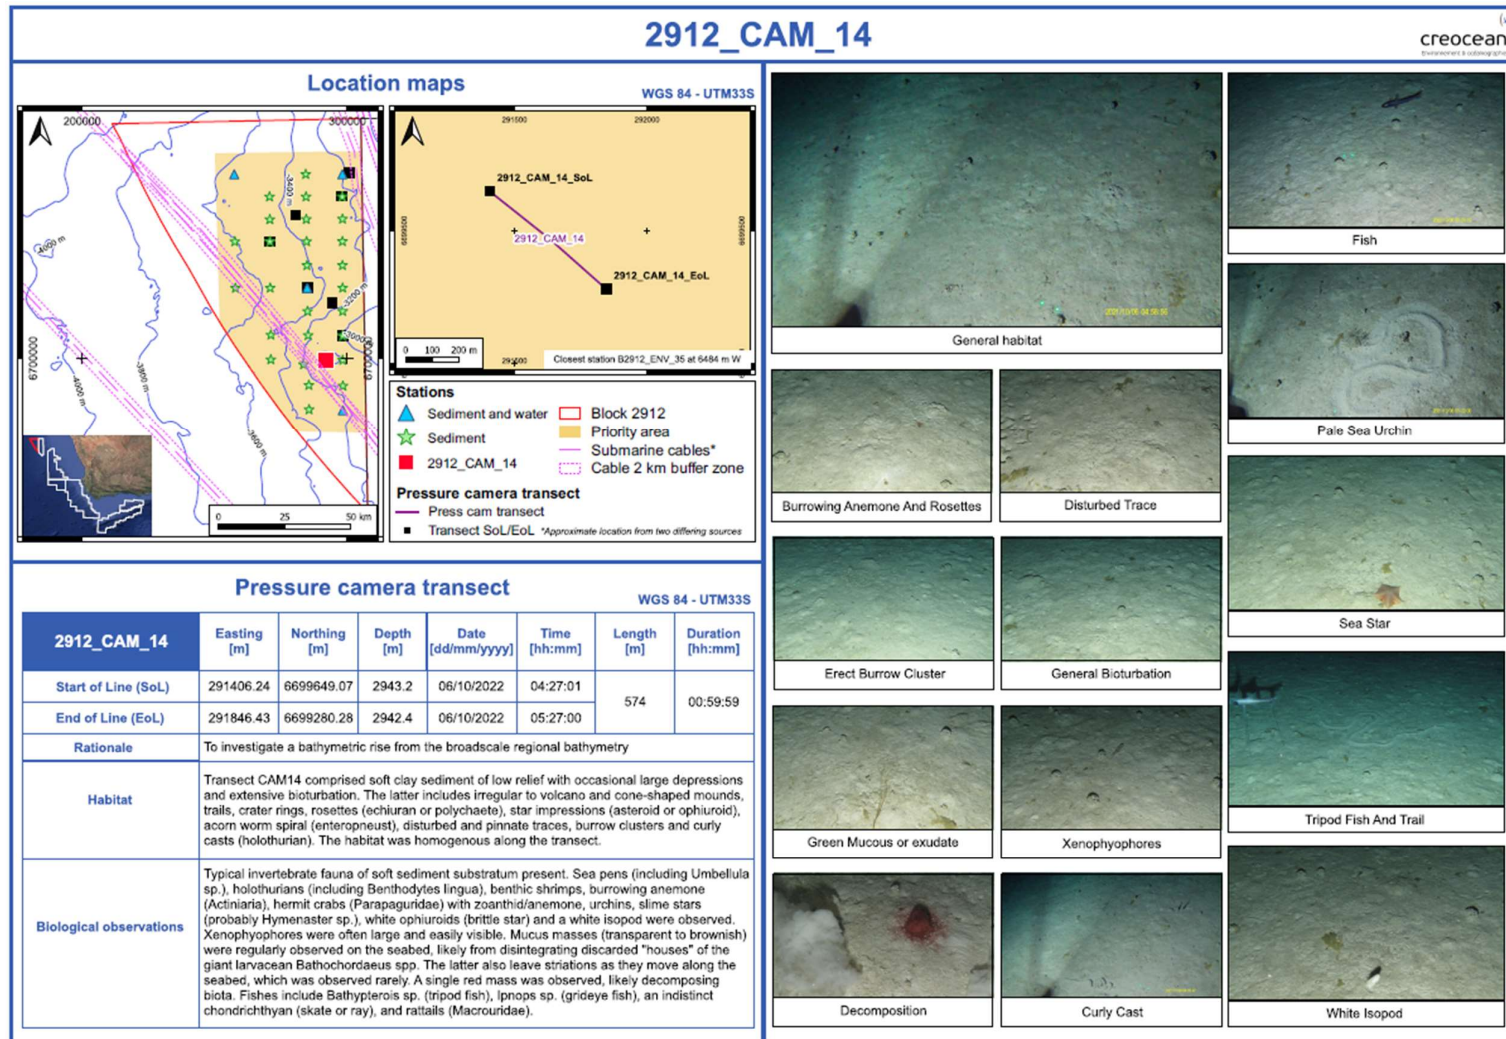 2912_CAM_14
creocean
Environnement & océanographie
Location maps
WGS 84 - UTM33S
200000
300000
6700000
6700000
-4000 m
-4000 m
-3800 m
-3600 m
-3400 m
-3200 m
0 25 50 km
291500
292000
6699500
6699500
291500
2912_CAM_14_SoL
2912_CAM_14
2912_CAM_14_EoL
0 100 200 m
Closest station B2912_ENV_35 at 6484 m W
Stations
Sediment and water
Sediment
2912_CAM_14
Block 2912
Priority area
Submarine cables*
Cable 2 km buffer zone
Pressure camera transect
Press cam transect
Transect SoL/EoL *Approximate location from two differing sources
Pressure camera transect
WGS 84 - UTM33S
2912_CAM_14 Easting [m] Northing [m] Depth [m] Date [dd/mm/yyyy] Time [hh:mm] Length [m] Duration [hh:mm]
Start of Line (SoL) 291406.24 6699649.07 2943.2 06/10/2022 04:27:01 574 00:59:59
End of Line (EoL) 291846.43 6699280.28 2942.4 06/10/2022 05:27:00
Rationale To investigate a bathymetric rise from the broadscale regional bathymetry
Habitat
Transect CAM14 comprised soft clay sediment of low relief with occasional large depressions
and extensive bioturbation. The latter includes irregular to volcano and cone-shaped mounds,
trails, crater rings, rosettes (echiuran or polychaete), star impressions (asteroid or ophiuroid),
acorn worm spiral (enteropneust), disturbed and pinnate traces, burrow clusters and curly
casts (holothurian). The habitat was homogenous along the transect.
Biological observations
Typical invertebrate fauna of soft sediment substratum present. Sea pens (including Umbellula
sp.), holothurians (including Benthodytes lingua), benthic shrimps, burrowing anemone
(Actiniaria), hermit crabs (Parapaguridae) with zoanthid/anemone, urchins, slime stars
(probably Hymenaster sp.), white ophiuroids (brittle star) and a white isopod were observed.
Xenophyophores were often large and easily visible. Mucus masses (transparent to brownish)
were regularly observed on the seabed, likely from disintegrating discarded "houses" of the
giant larvacean Bathochordaeus spp. The latter also leave striations as they move along the
seabed, which was observed rarely. A single red mass was observed, likely decomposing
biota. Fishes include Bathypterois sp. (tripod fish), Ipnops sp. (grideye fish), an indistinct
chondrichthyan (skate or ray), and rattails (Macrouridae).
General habitat
Fish
Pale Sea Urchin
Burrowing Anemone And Rosettes
Disturbed Trace
Sea Star
Erect Burrow Cluster
General Bioturbation
Tripod Fish And Trail
Green Mucous or exudate
Xenophyophores
Decomposition
Curly Cast
White Isopod